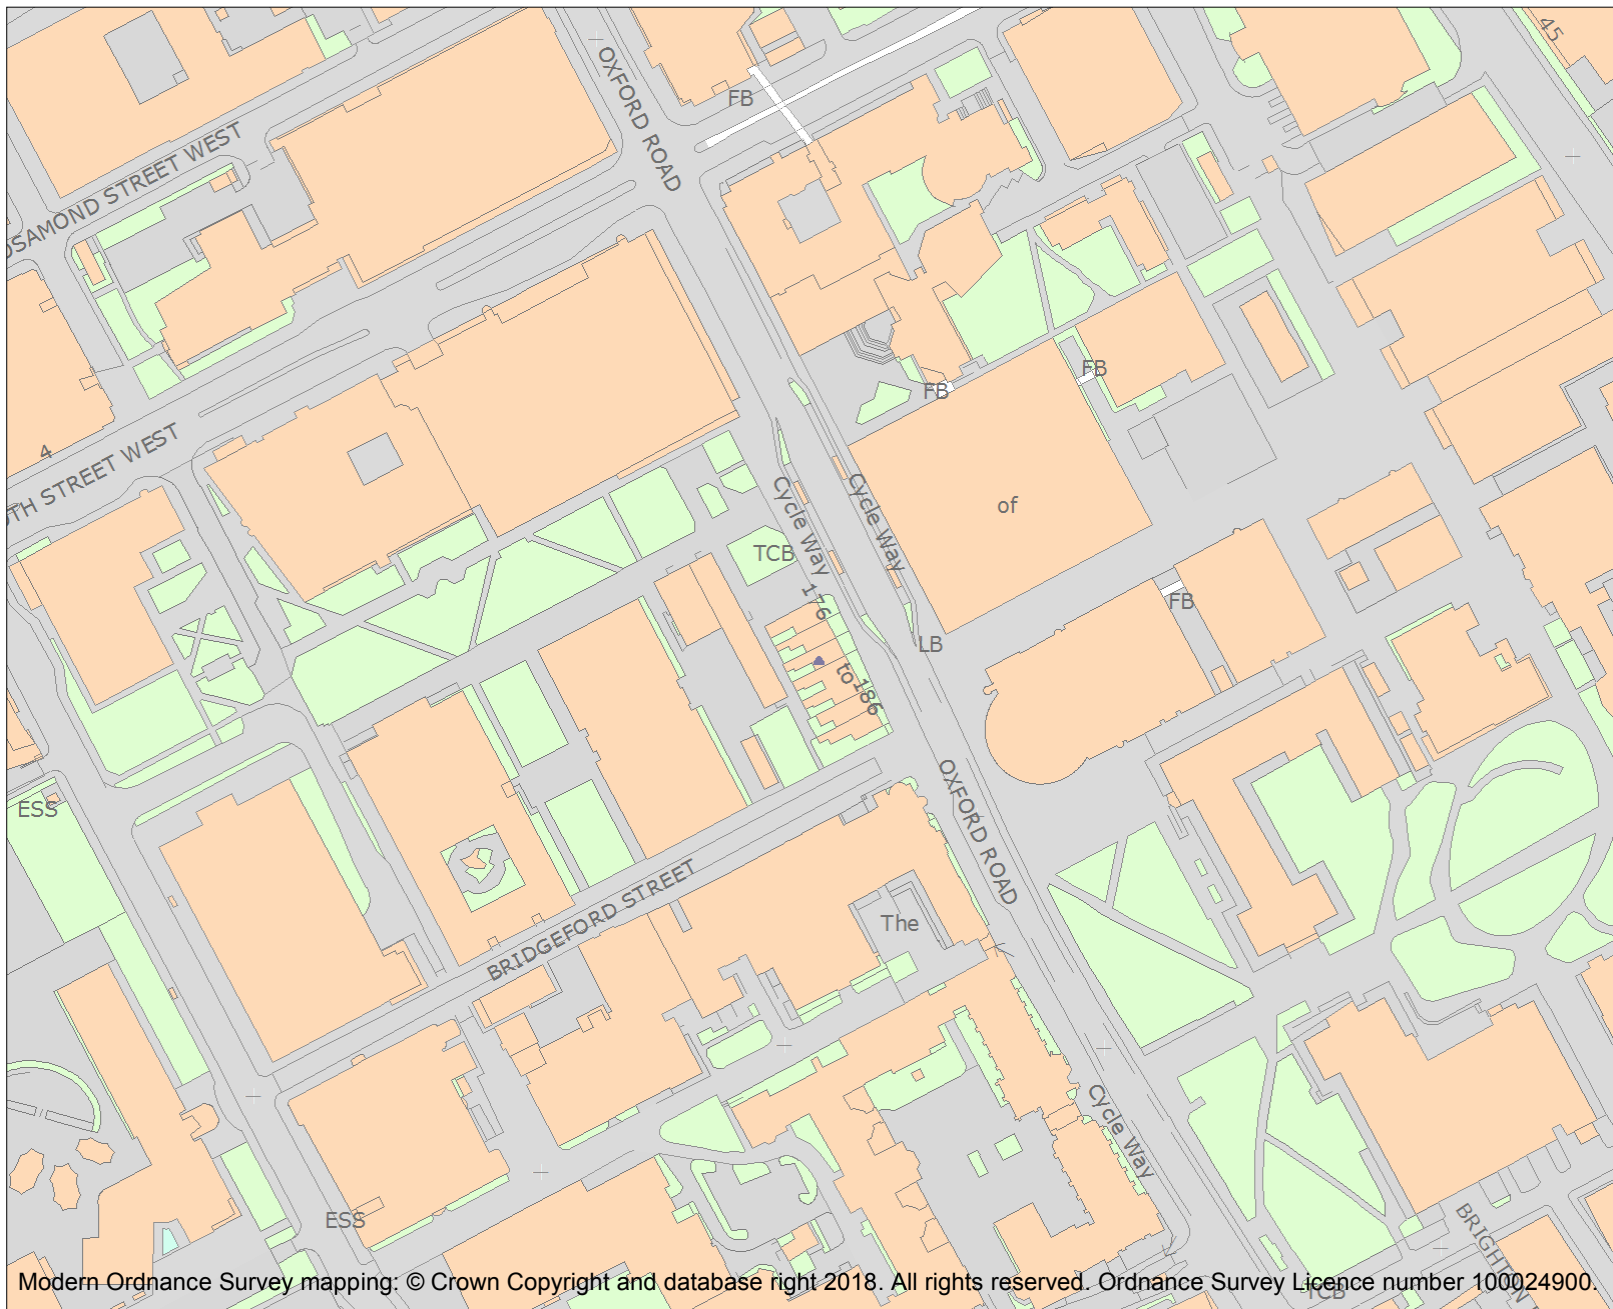 45
OXFORD ROAD
FB
OSAMOND STREET WEST
FB
FB
4
TH STREET WEST
Cycle Way
Cycle Way
of
TCB
176
FB
LB
to
186
OXFORD ROAD
ESS
BRIDGEFORD STREET
The
Cycle Way
ESS
BRIGHTON
Modern Ordnance Survey mapping: © Crown Copyright and database right 2018. All rights reserved. Ordnance Survey Licence number 100024900.
TCB